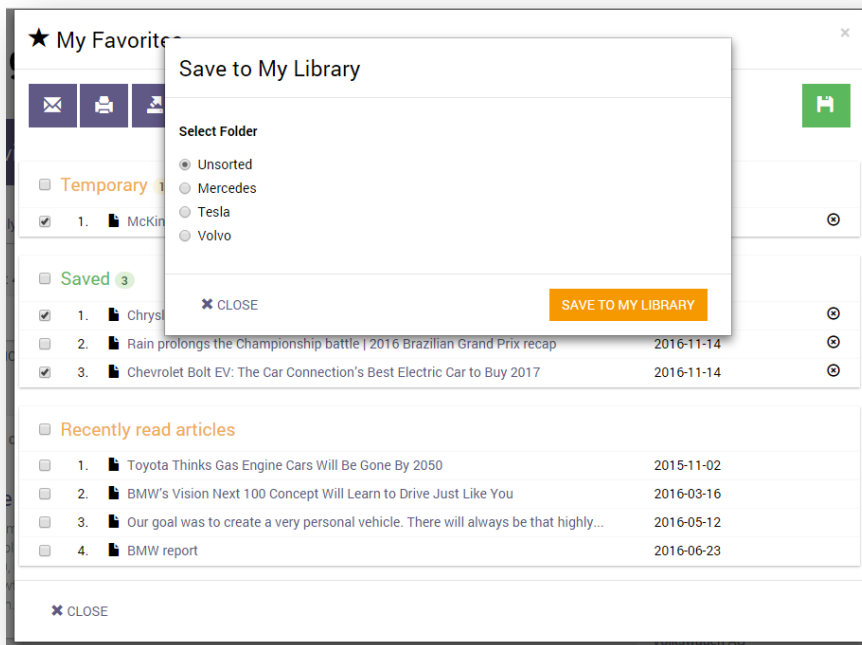 My Favorites
×
Save to My Library
Select Folder
Unsorted
Mercedes
Tesla
Volvo
CLOSE
SAVE TO MY LIBRARY
Temporary 1
1. McKin
Saved 3
1. Chrysl
2. Rain prolongs the Championship battle | 2016 Brazilian Grand Prix recap 2016-11-14
3. Chevrolet Bolt EV: The Car Connection's Best Electric Car to Buy 2017 2016-11-14
Recently read articles
1. Toyota Thinks Gas Engine Cars Will Be Gone By 2050 2015-11-02
2. BMW's Vision Next 100 Concept Will Learn to Drive Just Like You 2016-03-16
3. Our goal was to create a very personal vehicle. There will always be that highly... 2016-05-12
4. BMW report 2016-06-23
CLOSE